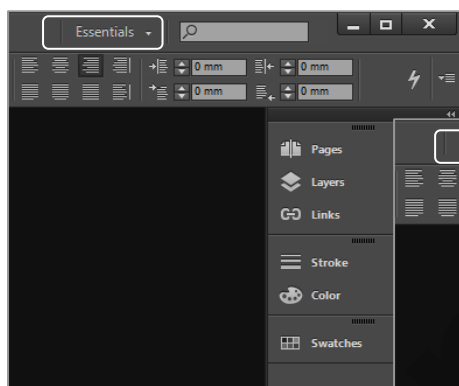 Essentials
0 mm 0 mm
0 mm 0 mm
Pages
Layers
Links
Stroke
Color
Swatches